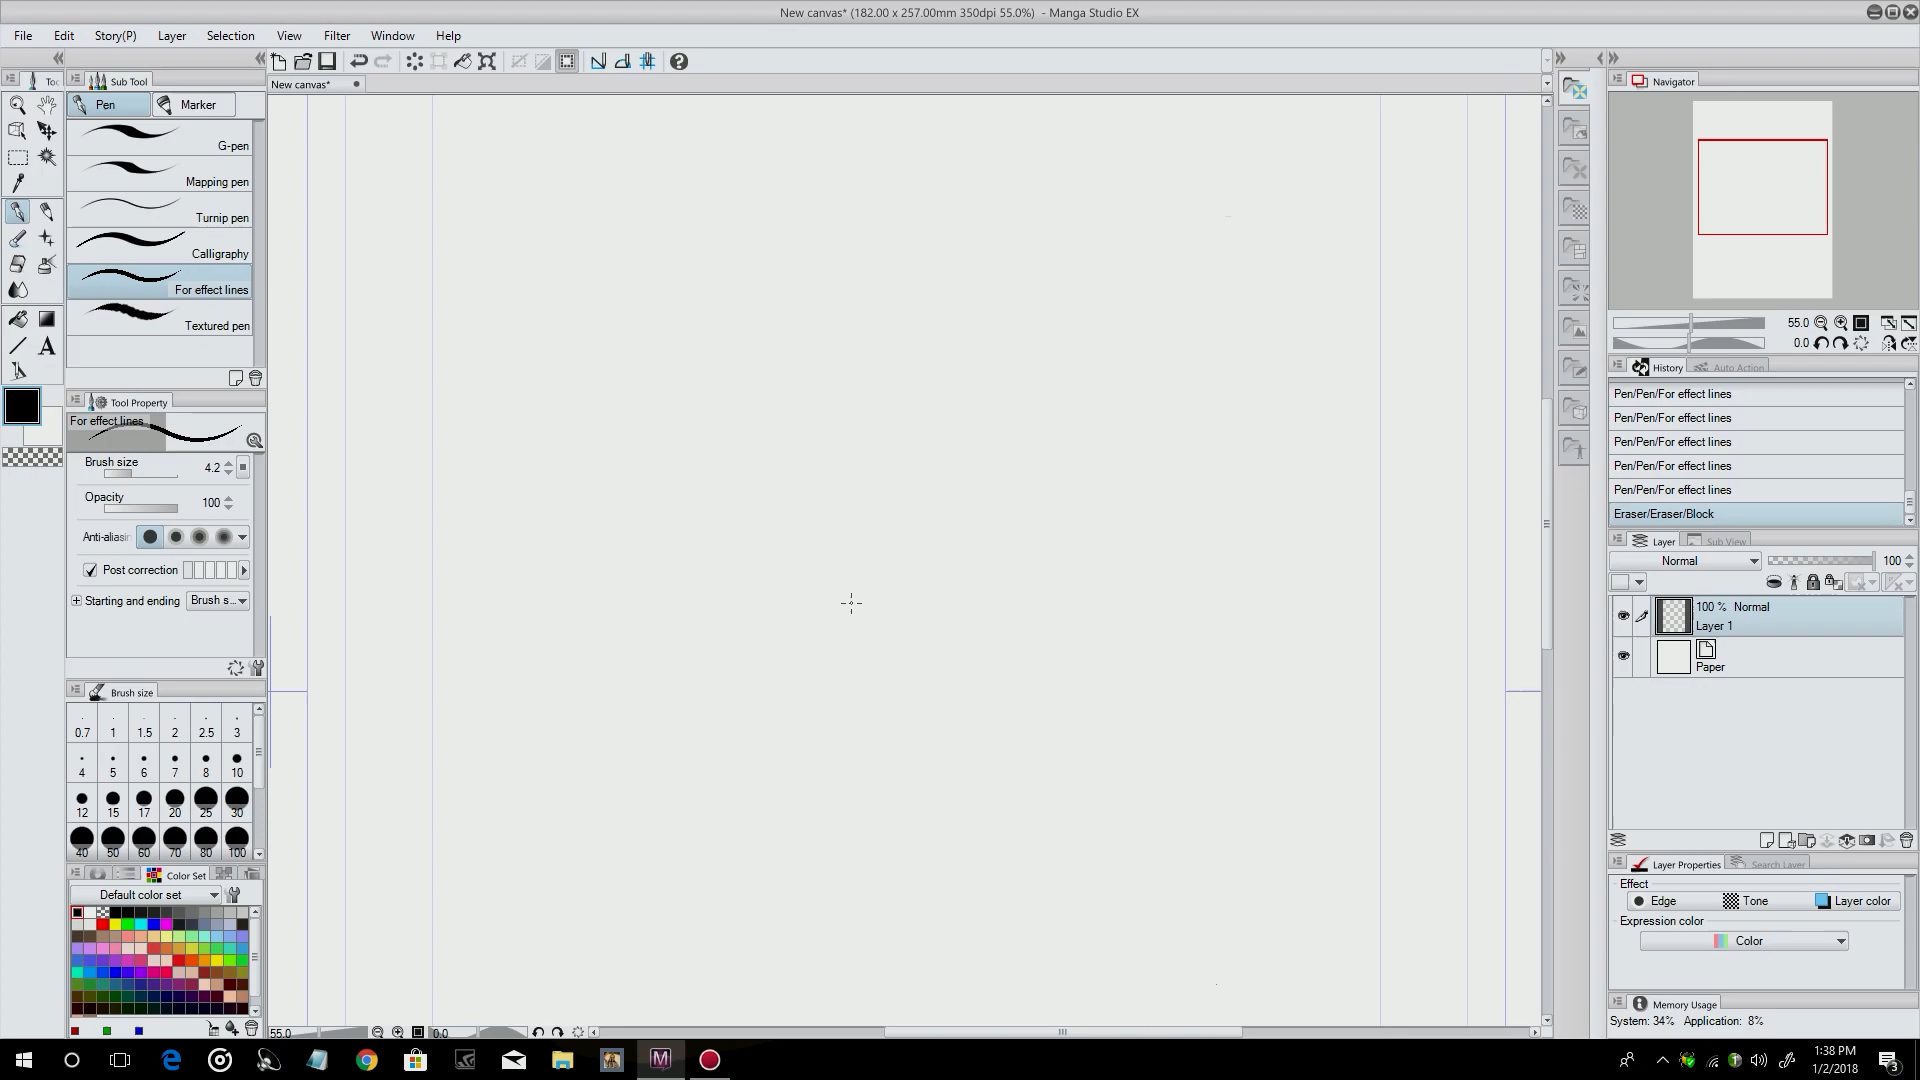 New canvas* (182.00 x 257.00mm 350dpi 55.0%)  - Manga Studio EX
File Edit Story(P) Layer Selection View Filter Window Help
Sub Tool
New canvas*
Pen Marker
G-pen
Mapping pen
Turnip pen
Calligraphy
For effect lines
Textured pen
Tool Property
For effect lines
Brush size 4.2
Opacity 100
Anti-aliasin
Post correction
Starting and ending Brush s...
Brush size
0.7 1 1.5 2 2.5 3
4 5 6 7 8 10
12 15 17 20 25 30
40 50 60 70 80 100
Color Set
Default color set
55.0 0.0
Navigator
55.0
0.0
History Auto Action
Pen/Pen/For effect lines
Pen/Pen/For effect lines
Pen/Pen/For effect lines
Pen/Pen/For effect lines
Pen/Pen/For effect lines
Eraser/Eraser/Block
Layer Sub View
Normal 100
100 % Normal
Layer 1
Paper
Layer Properties Search Layer
Effect
Edge Tone Layer color
Expression color
Color
Memory Usage
System: 34% Application: 8%
1:38 PM
1/2/2018
3